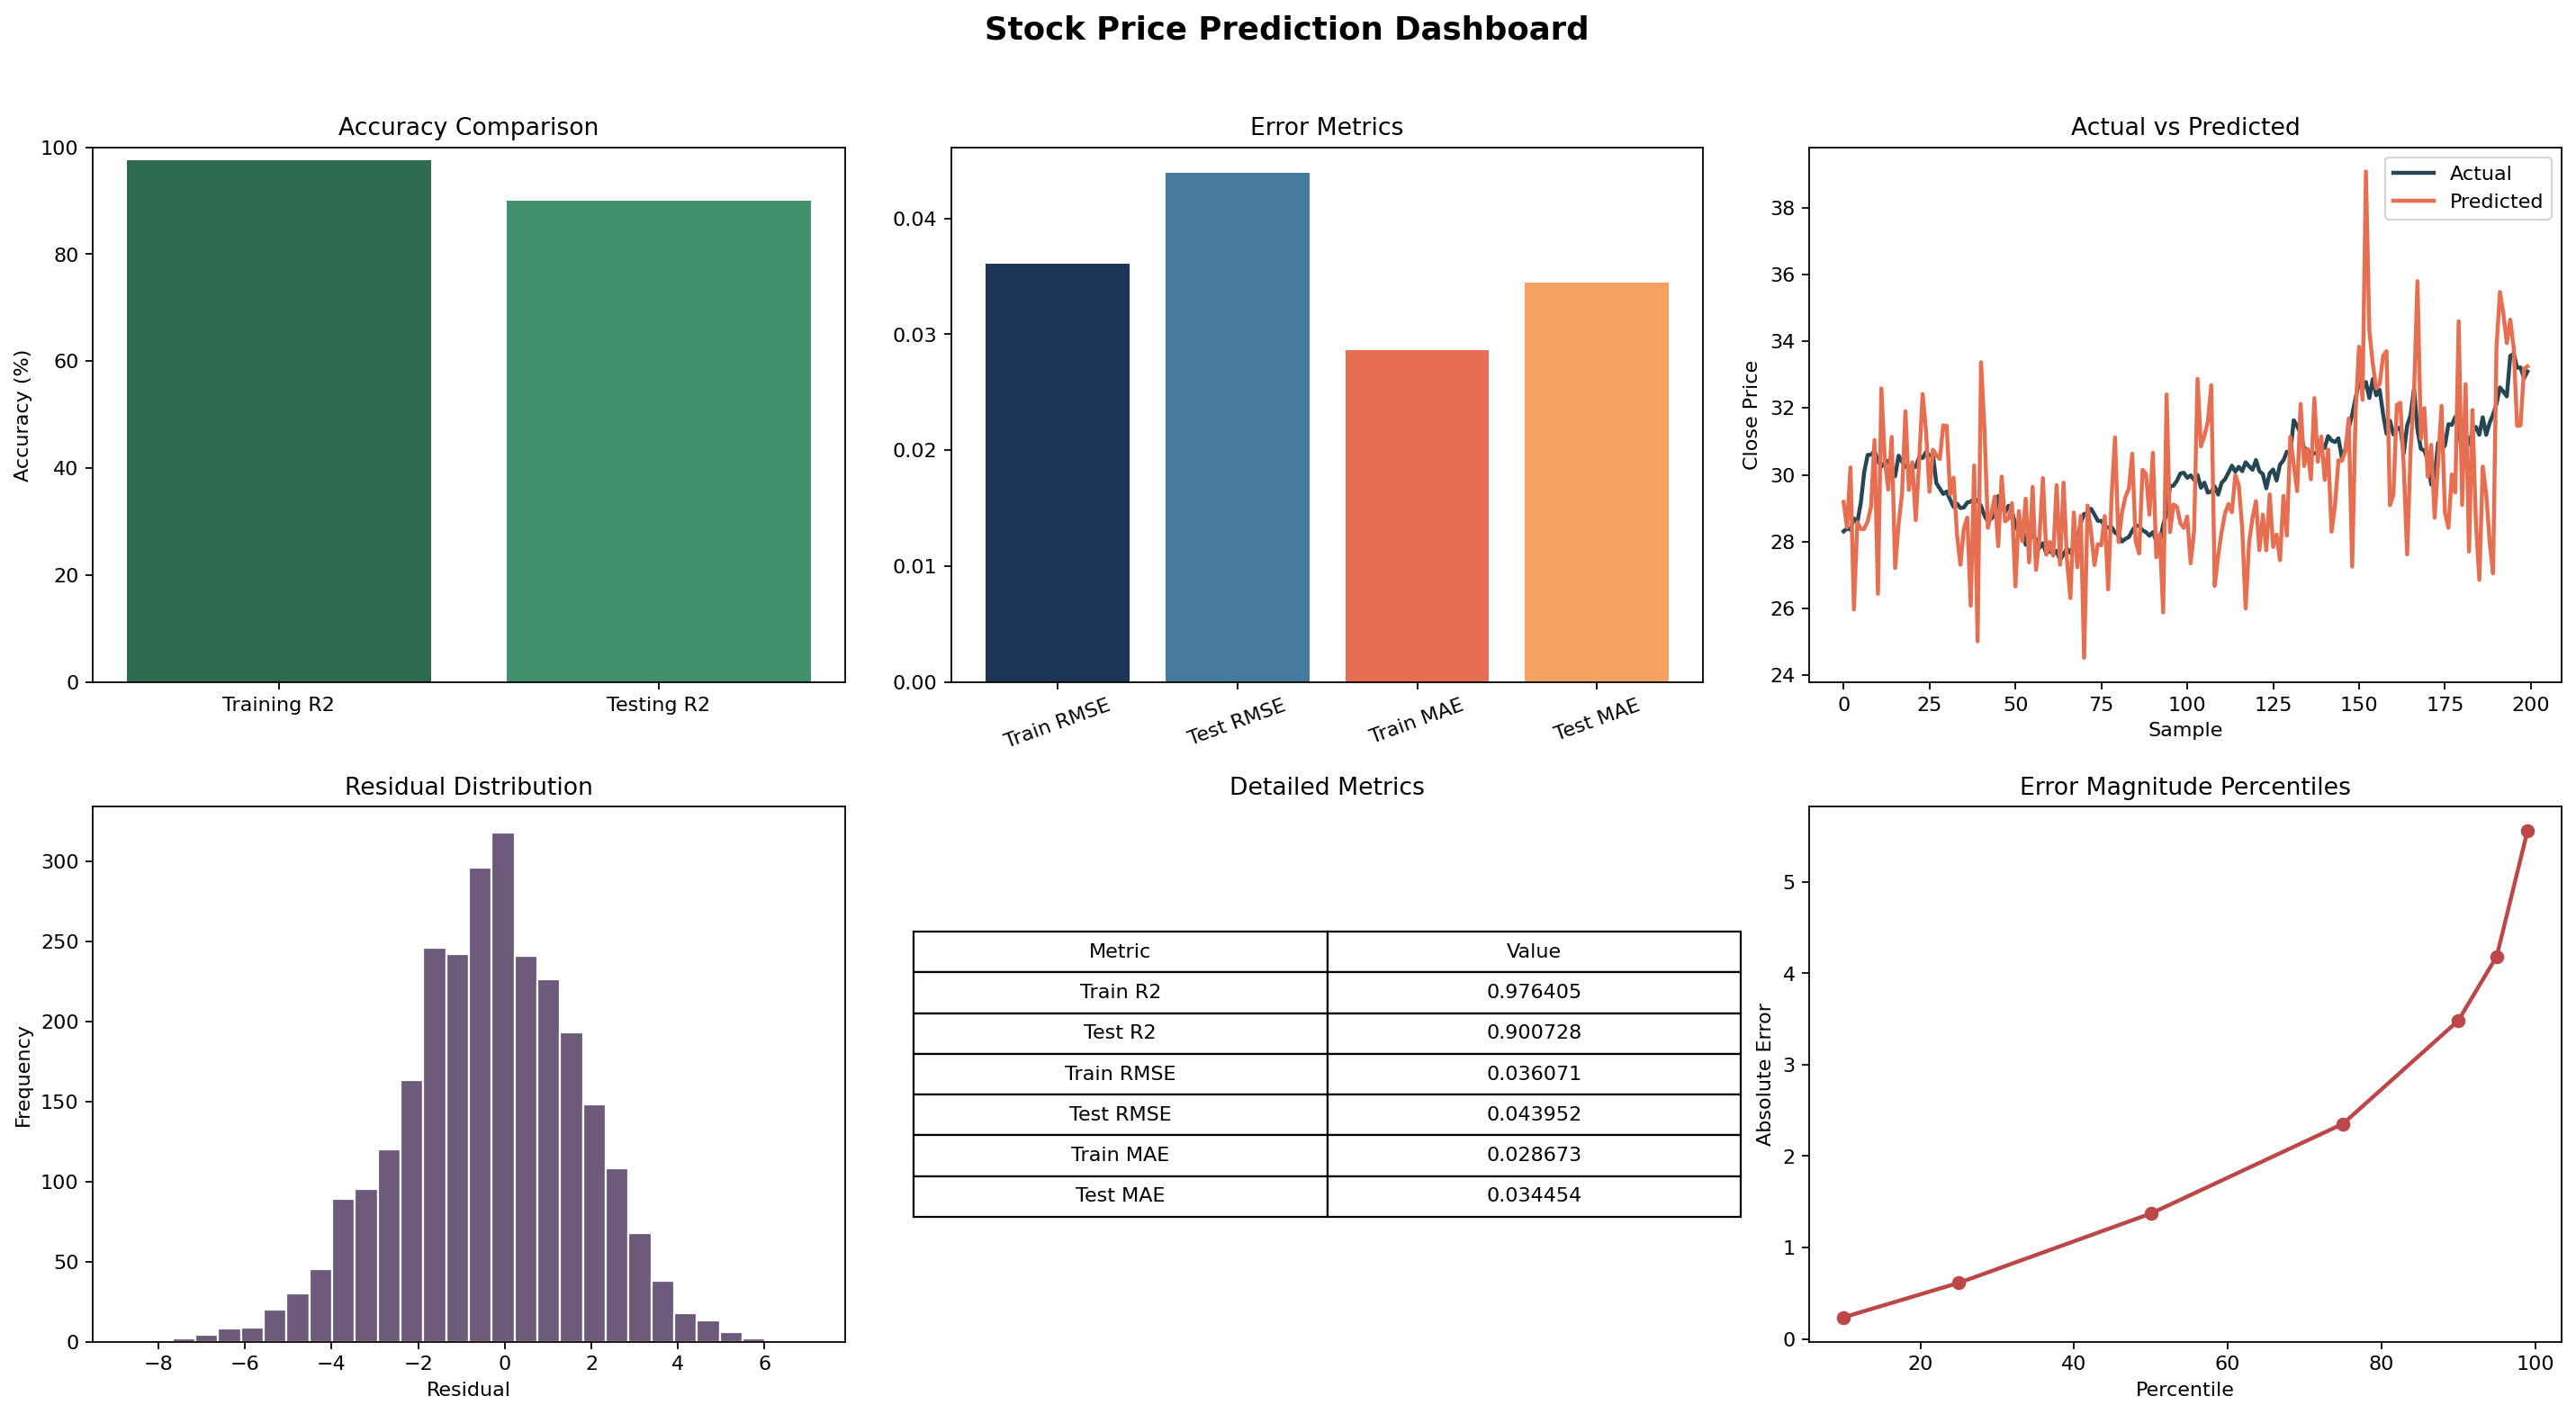 Stock Price Prediction Dashboard
Accuracy Comparison
Accuracy (%)
100
80
60
40
20
0
Training R2
Testing R2
Error Metrics
0.04
0.03
0.02
0.01
0.00
Train RMSE
Test RMSE
Train MAE
Test MAE
Actual vs Predicted
Actual
Predicted
Close Price
38
36
34
32
30
28
26
24
0 25 50 75 100 125 150 175 200
Sample
Residual Distribution
Frequency
300
250
200
150
100
50
0
−8 −6 −4 −2 0 2 4 6
Residual
Detailed Metrics
Metric Value
Train R2 0.976405
Test R2 0.900728
Train RMSE 0.036071
Test RMSE 0.043952
Train MAE 0.028673
Test MAE 0.034454
Error Magnitude Percentiles
Absolute Error
5
4
3
2
1
0
20 40 60 80 100
Percentile